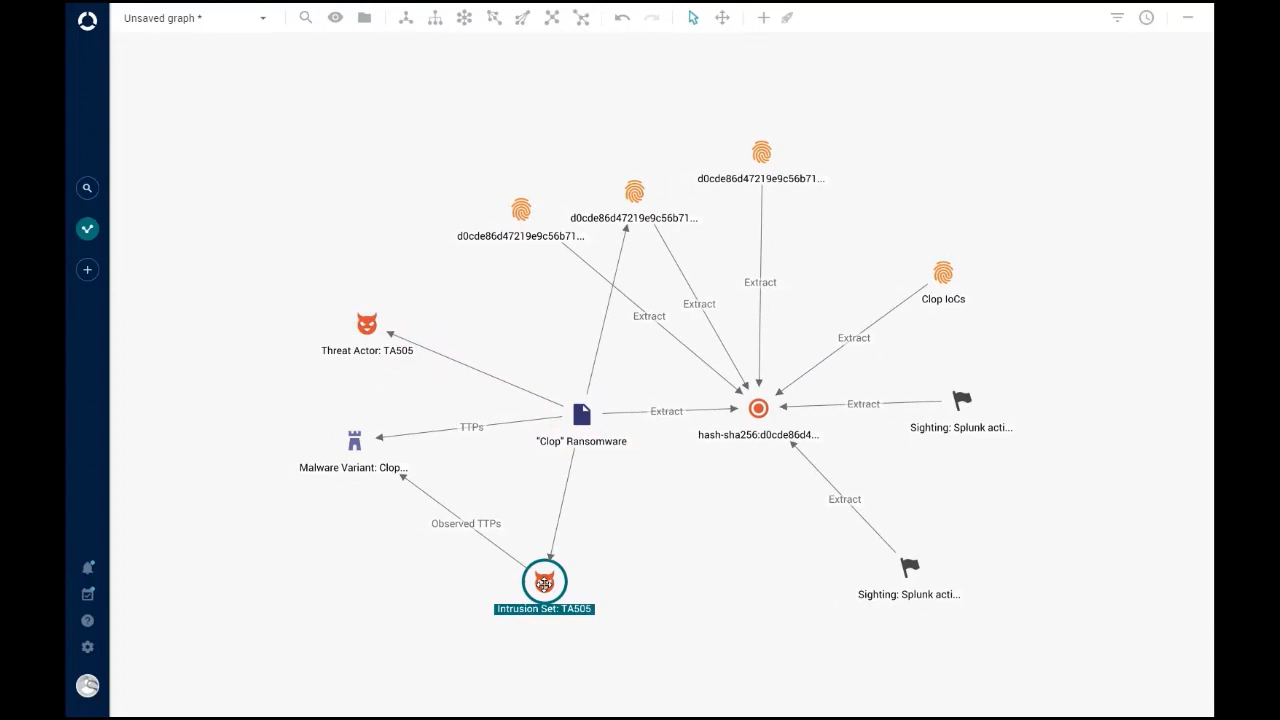 Unsaved graph *
d0cde86d47219e9c56b71...
d0cde86d47219e9c56b71...
d0cde86d47219e9c56b71...
Extract
Clop IoCs
Extract
Extract
Extract
Threat Actor: TA505
Extract
Extract
TTPs
Sighting: Splunk acti...
"Clop" Ransomware
hash-sha256:d0cde86d4...
Malware Variant: Clop...
Extract
Observed TTPs
Sighting: Splunk acti...
Intrusion Set: TA505